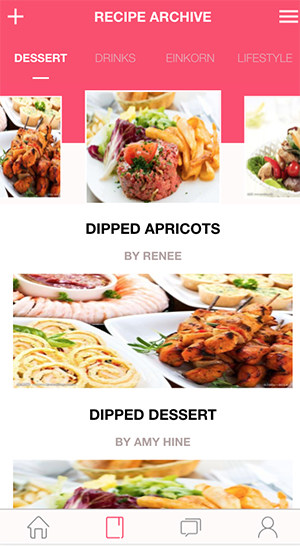 RECIPE ARCHIVE
DESSERT DRINKS EINKORN LIFESTYLE
DIPPED APRICOTS
BY RENEE
DIPPED DESSERT
BY AMY HINE